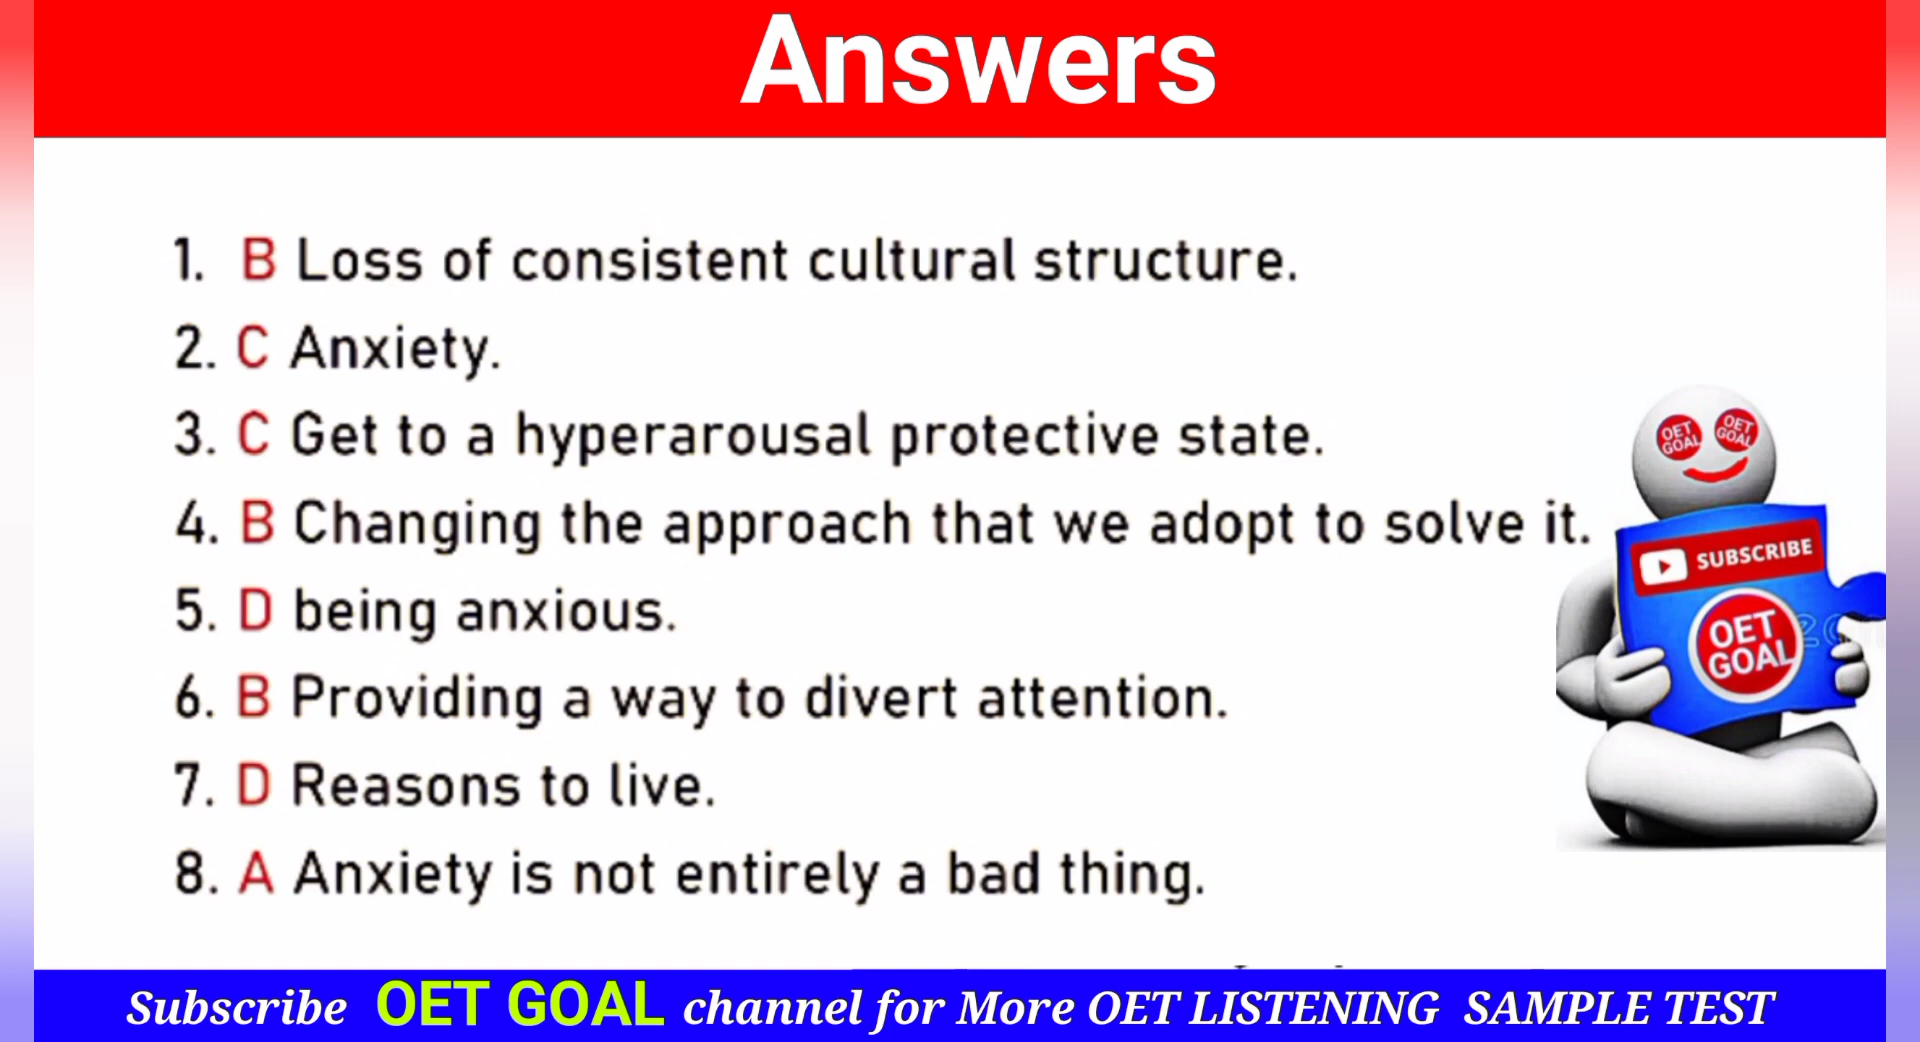 Answers
1. B Loss of consistent cultural structure.
2. C Anxiety.
3. C Get to a hyperarousal protective state.
4. B Changing the approach that we adopt to solve it.
5. D being anxious.
6. B Providing a way to divert attention.
7. D Reasons to live.
8. A Anxiety is not entirely a bad thing.
OET GOAL
OET GOAL
SUBSCRIBE
OET
GOAL
Subscribe OET GOAL channel for More OET LISTENING SAMPLE TEST